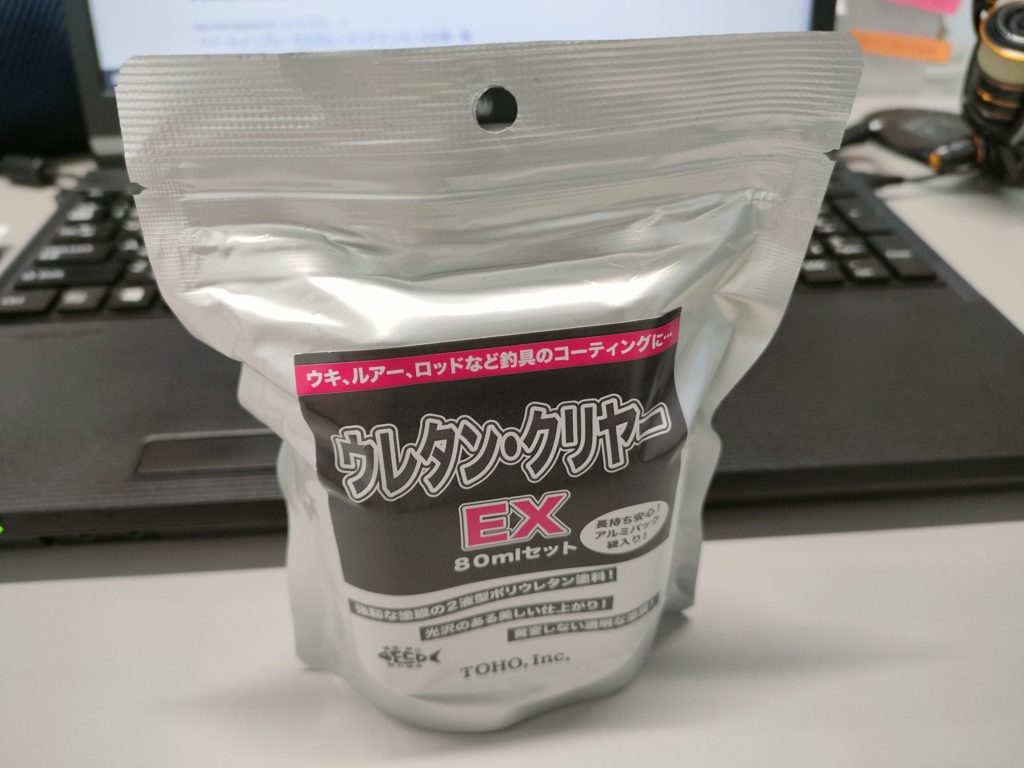 ウキ、ルアー、ロッドなど釣具のコーティングに…
ウレタン・クリヤー
EX
80mlセット
長持ち安心!
アルミパック
袋入り!
強靭な塗膜の2液型ポリウレタン塗料!
光沢のある美しい仕上がり!
黄変しない透明な塗膜!
TOHO, Inc.